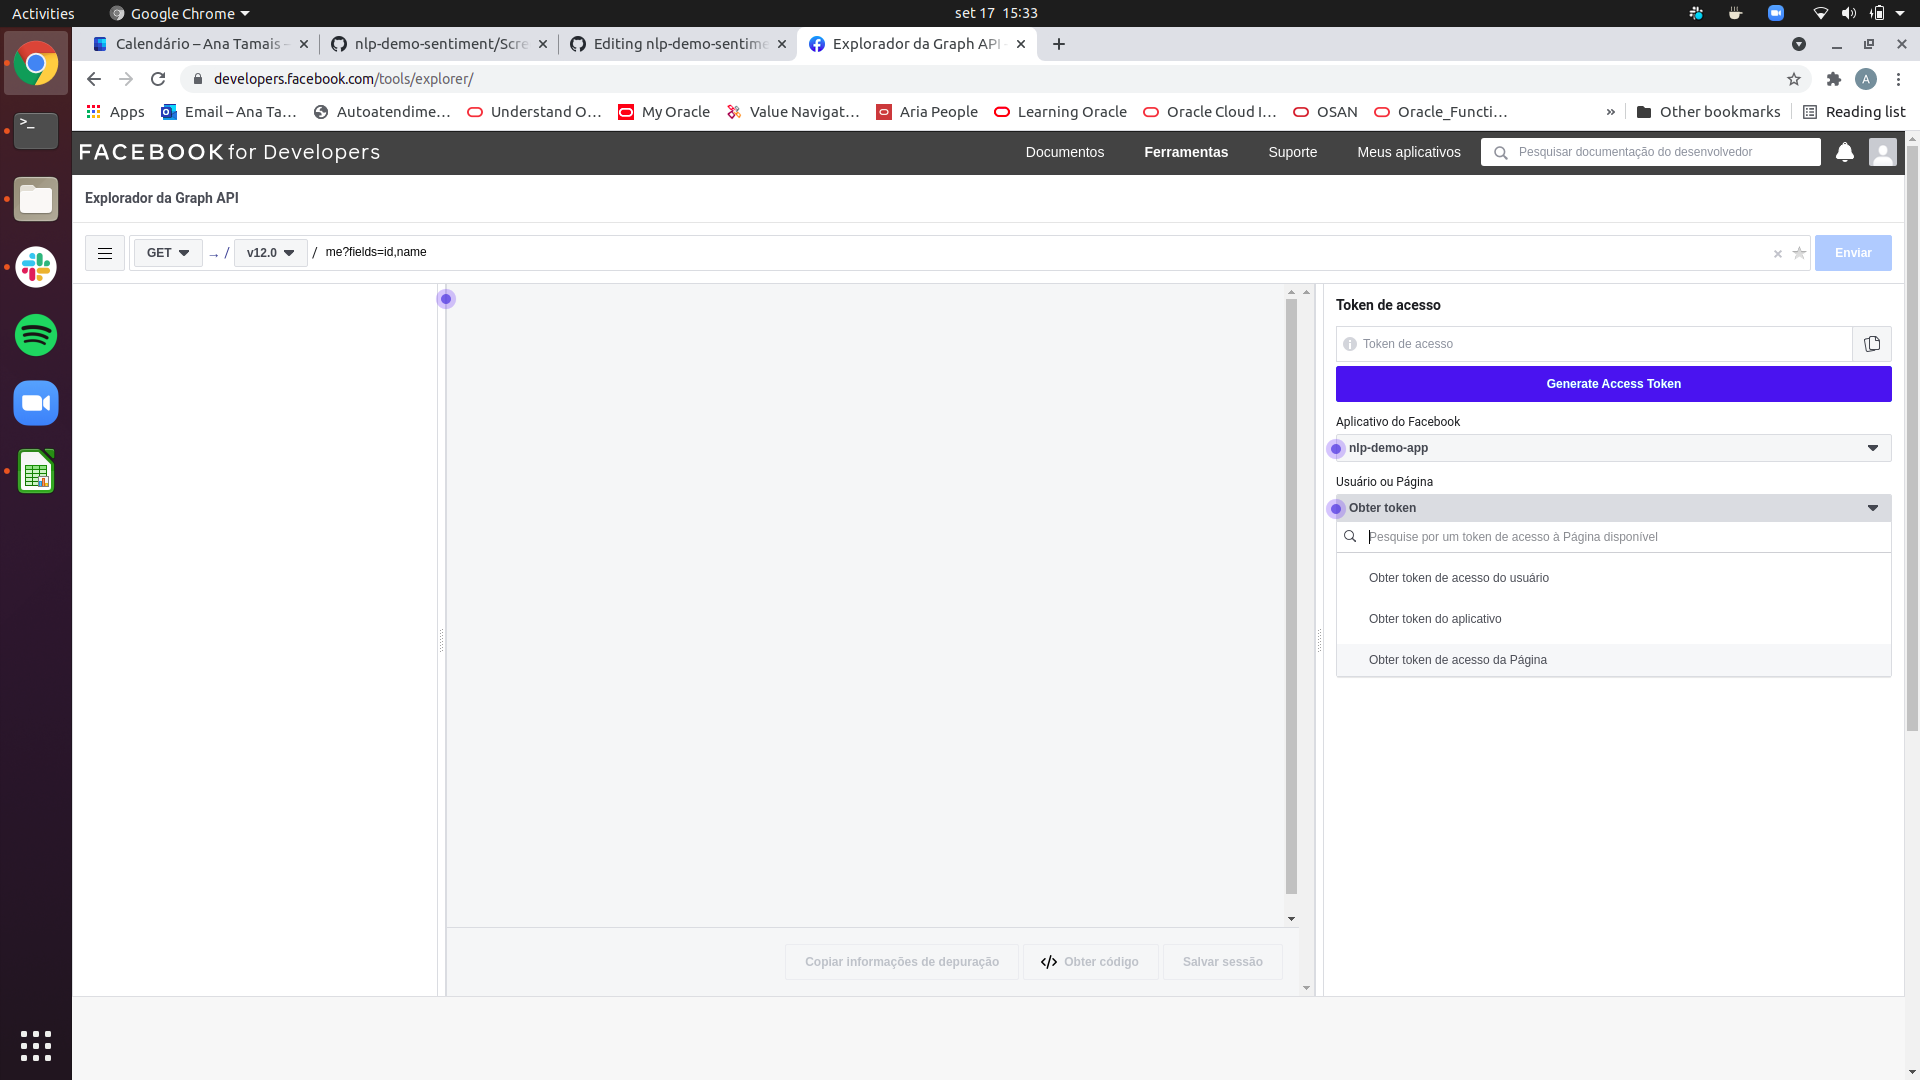 Activities
Google Chrome
set 17 15:33
Calendário – Ana Tamais –
nlp-demo-sentiment/Scre
Editing nlp-demo-sentime
Explorador da Graph API -
developers.facebook.com/tools/explorer/
A
Apps
Email – Ana Ta…
Autoatendime…
Understand O…
My Oracle
Value Navigat…
Aria People
Learning Oracle
Oracle Cloud I…
OSAN
Oracle_Functi…
»
Other bookmarks
Reading list
FACEBOOK for Developers
Documentos
Ferramentas
Suporte
Meus aplicativos
Pesquisar documentação do desenvolvedor
Explorador da Graph API
GET
→ /
v12.0
/
me?fields=id,name
Enviar
Token de acesso
Token de acesso
Generate Access Token
Aplicativo do Facebook
nlp-demo-app
Usuário ou Página
Obter token
Pesquise por um token de acesso à Página disponível
Obter token de acesso do usuário
Obter token do aplicativo
Obter token de acesso da Página
Copiar informações de depuração
</> Obter código
Salvar sessão